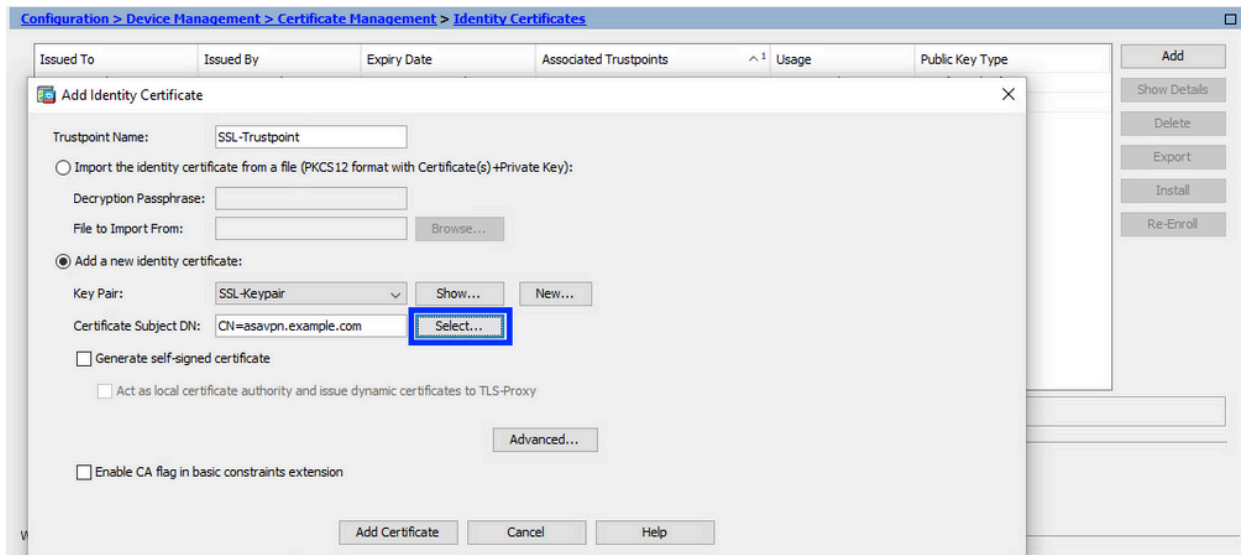 Configuration > Device Management > Certificate Management > Identity Certificates
Issued To Issued By Expiry Date Associated Trustpoints 1 Usage Public Key Type
Add
Show Details
Delete
Export
Install
Re-Enroll
Add Identity Certificate
Trustpoint Name: SSL-Trustpoint
Import the identity certificate from a file (PKCS12 format with Certificate(s)+Private Key):
Decryption Passphrase:
File to Import From: Browse...
Add a new identity certificate:
Key Pair: SSL-Keypair Show... New...
Certificate Subject DN: CN=asavpn.example.com Select...
Generate self-signed certificate
Act as local certificate authority and issue dynamic certificates to TLS-Proxy
Advanced...
Enable CA flag in basic constraints extension
Add Certificate Cancel Help